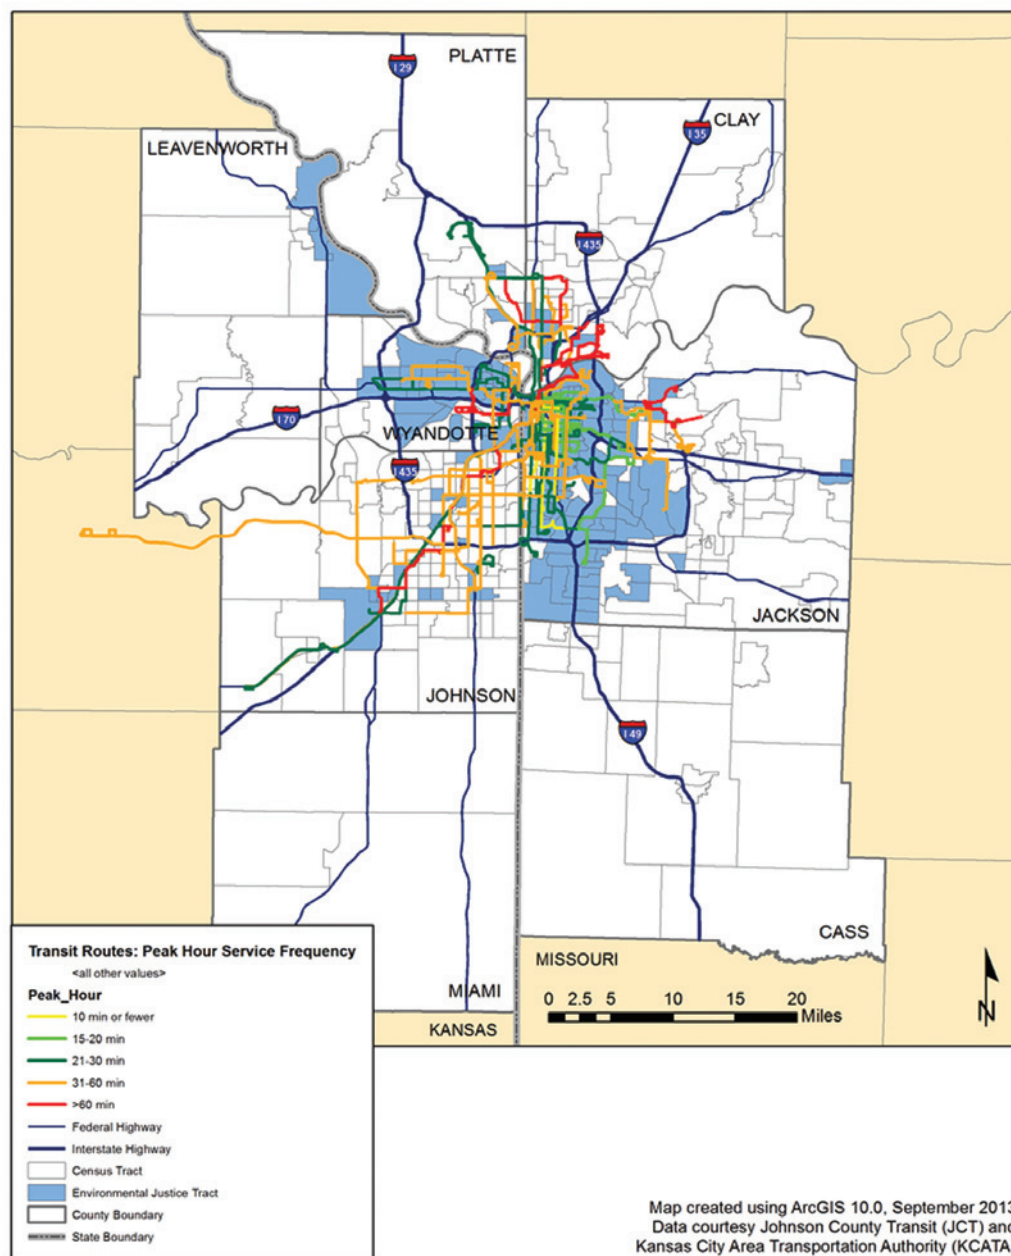 PLATTE
I 29
CLAY
I 35
LEAVENWORTH
I 435
I 70
WYANDOTTE
I 435
JACKSON
JOHNSON
I 49
CASS
MISSOURI
MIAMI
KANSAS
0 2.5 5 10 15 20
Miles
N
Transit Routes: Peak Hour Service Frequency
<all other values>
Peak_Hour
10 min or fewer
15-20 min
21-30 min
31-60 min
>60 min
Federal Highway
Interstate Highway
Census Tract
Environmental Justice Tract
County Boundary
State Boundary
Map created using ArcGIS 10.0, September 2013
Data courtesy Johnson County Transit (JCT) and
Kansas City Area Transportation Authority (KCATA)